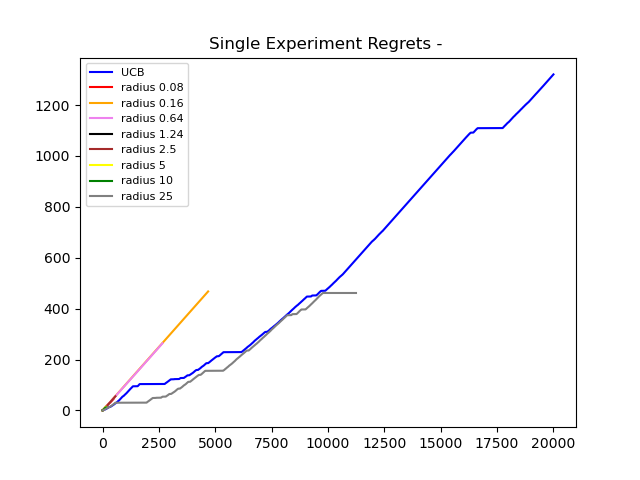 Single Experiment Regrets -
UCB
radius 0.08
radius 0.16
radius 0.64
radius 1.24
radius 2.5
radius 5
radius 10
radius 25
1200
1000
800
600
400
200
0
0 2500 5000 7500 10000 12500 15000 17500 20000